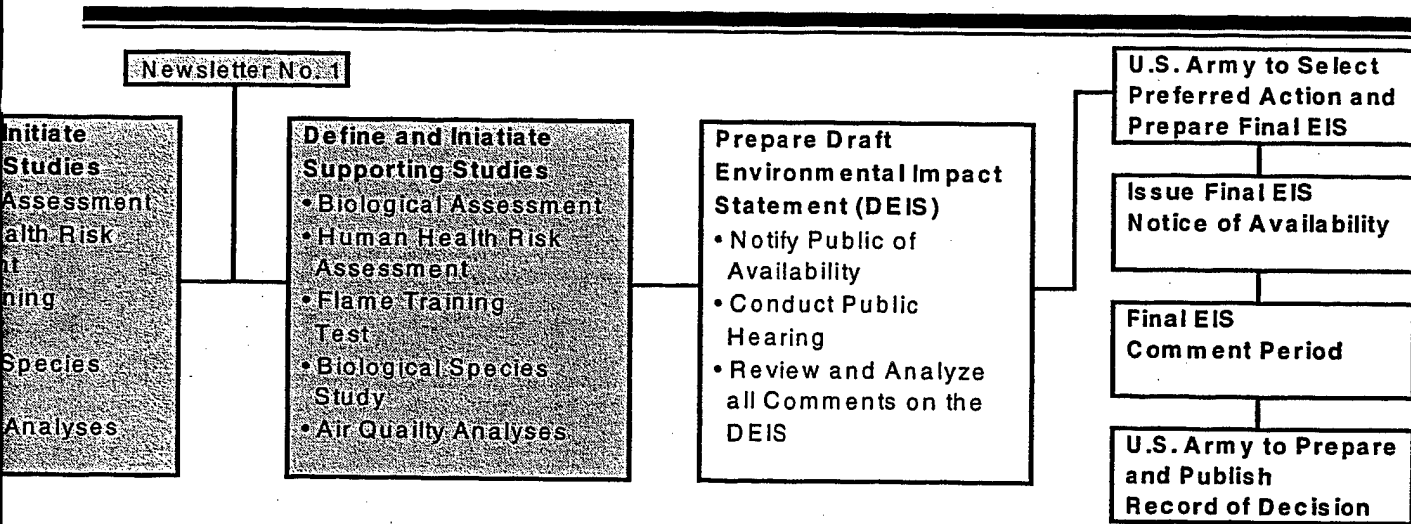 Newsletter No. 1
Initiate
Studies
Assessment
alth Risk
nt
ning
Species
Analyses
Define and Iniatiate
Supporting Studies
• Biological Assessment
• Human Health Risk
Assessment
• Flame Training
Test
• Biological Species
Study
• Air Quailty Analyses
Prepare Draft
Environmental Impact
Statement (DEIS)
• Notify Public of
Availability
• Conduct Public
Hearing
• Review and Analyze
all Comments on the
DEIS
U.S. Army to Select
Preferred Action and
Prepare Final EIS
Issue Final EIS
Notice of Availability
Final EIS
Comment Period
U.S. Army to Prepare
and Publish
Record of Decision